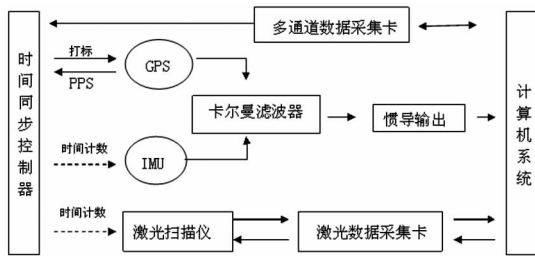 多通道数据采集卡
时间同步控制器
打标
PPS
GPS
卡尔曼滤波器
惯导输出
计算机系统
时间计数
IMU
时间计数
激光扫描仪
激光数据采集卡